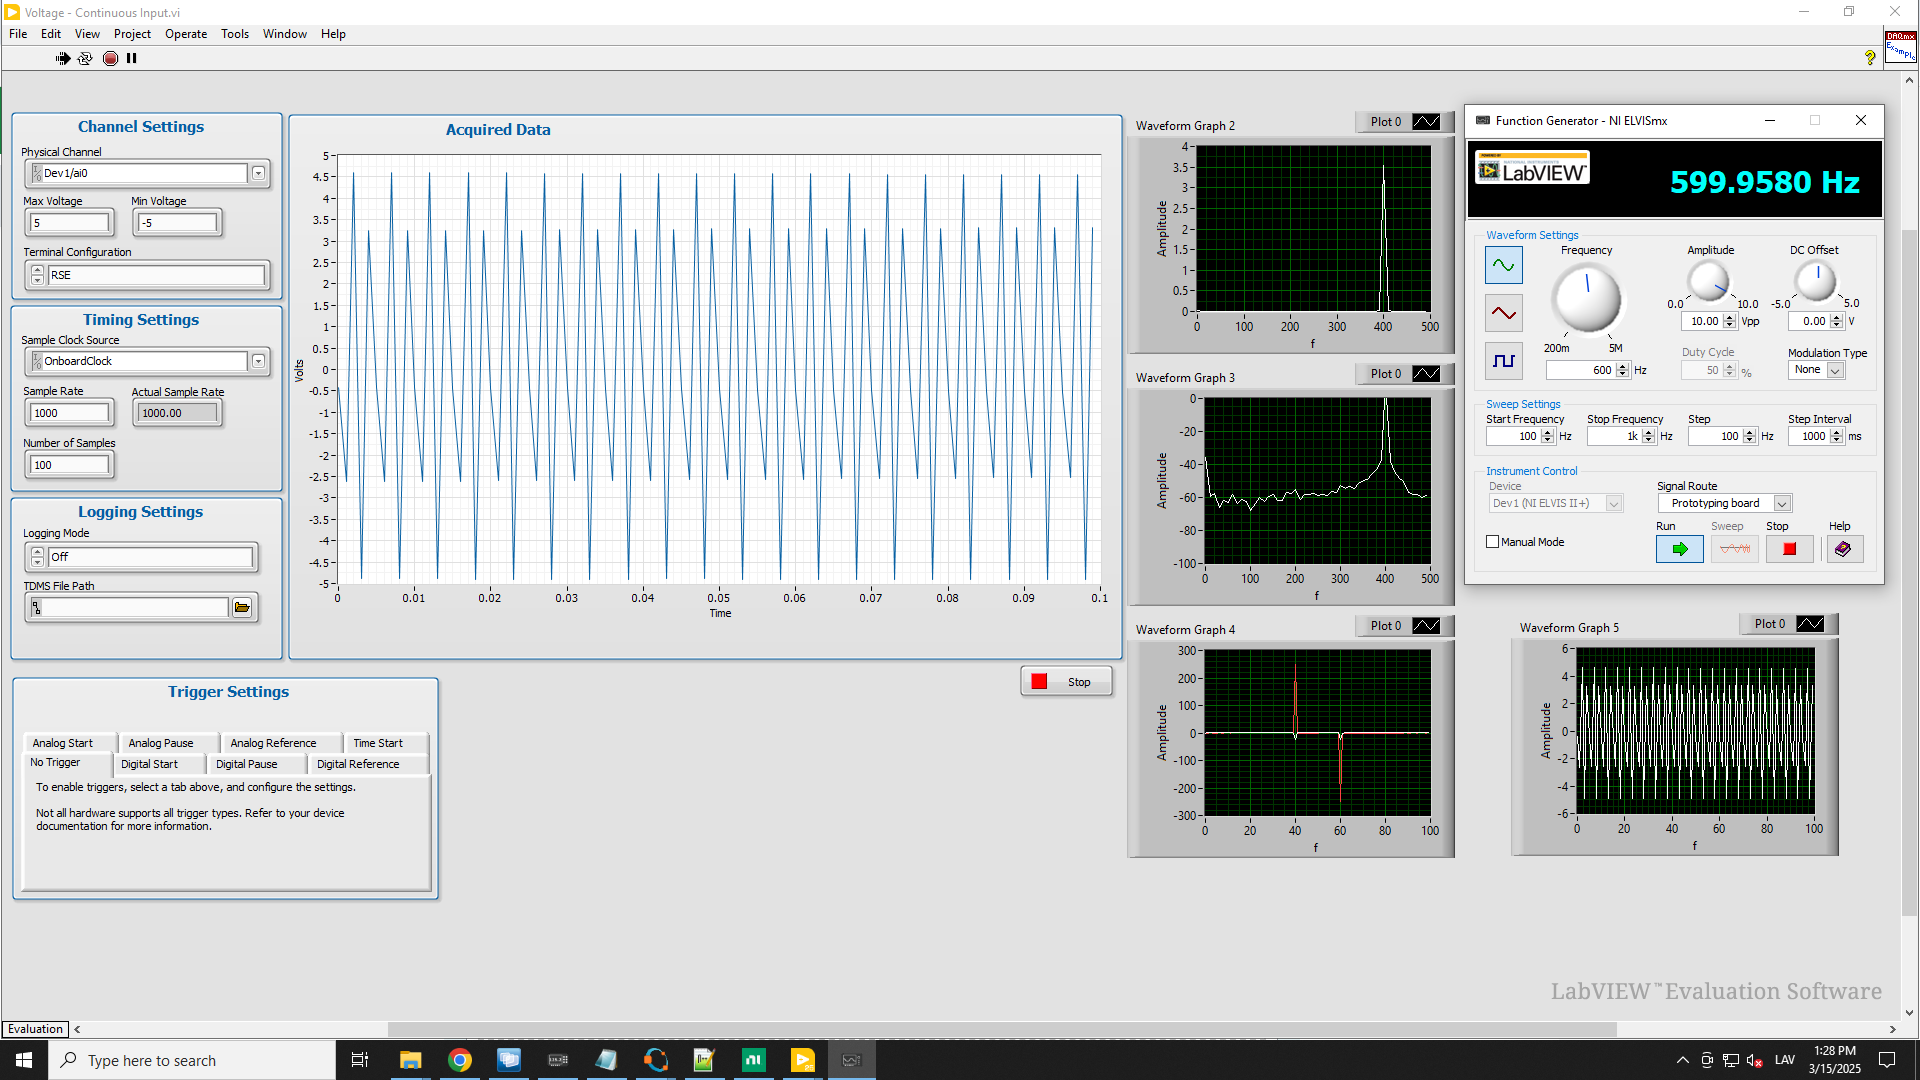 Voltage - Continuous Input.vi
File Edit View Project Operate Tools Window Help
Channel Settings
Physical Channel
Dev1/ai0
Max Voltage Min Voltage
5 -5
Terminal Configuration
RSE
Timing Settings
Sample Clock Source
OnboardClock
Sample Rate Actual Sample Rate
1000 1000.00
Number of Samples
100
Logging Settings
Logging Mode
Off
TDMS File Path
Acquired Data
5
4.5
4
3.5
3
2.5
2
1.5
1
0.5
0
-0.5
-1
-1.5
-2
-2.5
-3
-3.5
-4
-4.5
-5
Volts
0 0.01 0.02 0.03 0.04 0.05 0.06 0.07 0.08 0.09 0.1
Time
Stop
Trigger Settings
Analog Start Analog Pause Analog Reference Time Start
No Trigger Digital Start Digital Pause Digital Reference
To enable triggers, select a tab above, and configure the settings.
Not all hardware supports all trigger types. Refer to your device
documentation for more information.
Waveform Graph 2 Plot 0
Amplitude
4
3.5
3
2.5
2
1.5
1
0.5
0
0 100 200 300 400 500
f
Waveform Graph 3 Plot 0
Amplitude
0
-20
-40
-60
-80
-100
0 100 200 300 400 500
f
Waveform Graph 4 Plot 0
Amplitude
300
200
100
0
-100
-200
-300
0 20 40 60 80 100
f
Function Generator - NI ELVISmx
LabVIEW
599.9580 Hz
Waveform Settings
Frequency Amplitude DC Offset
0.0 10.0 -5.0 5.0
10.00 Vpp 0.00 V
200m 5M
Duty Cycle Modulation Type
600 Hz 50 % None
Sweep Settings
Start Frequency Stop Frequency Step Step Interval
100 Hz 1k Hz 100 Hz 1000 ms
Instrument Control
Device Signal Route
Dev1 (NI ELVIS II+) Prototyping board
Run Sweep Stop Help
Manual Mode
Waveform Graph 5 Plot 0
Amplitude
6
4
2
0
-2
-4
-6
0 20 40 60 80 100
f
LabVIEW™ Evaluation Software
Evaluation
Type here to search
LAV
1:28 PM
3/15/2025